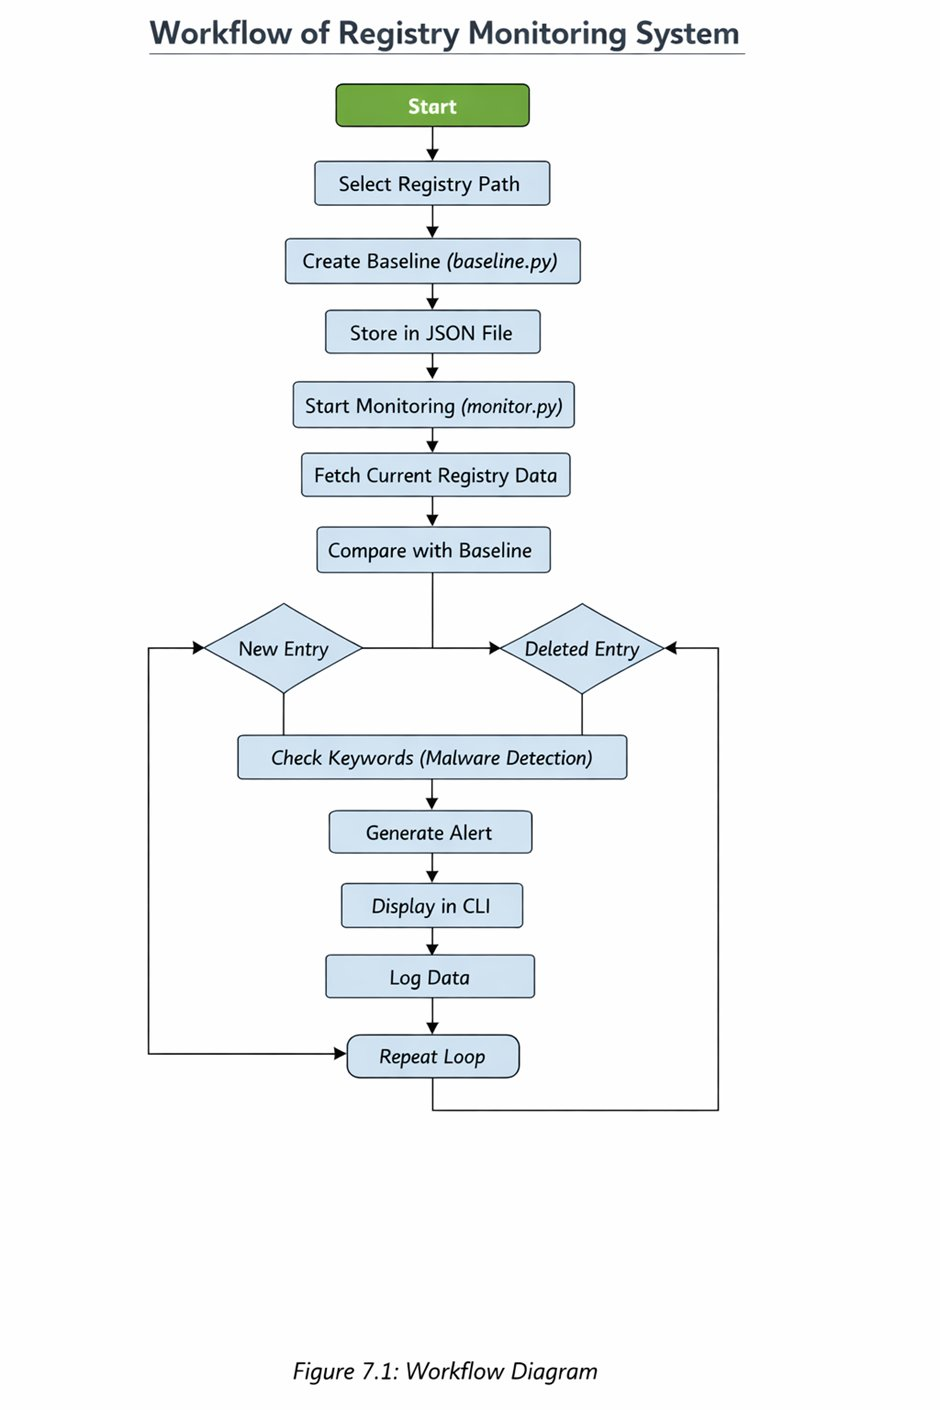 Workflow of Registry Monitoring System
Start
Select Registry Path
Create Baseline (baseline.py)
Store in JSON File
Start Monitoring (monitor.py)
Fetch Current Registry Data
Compare with Baseline
New Entry
Deleted Entry
Check Keywords (Malware Detection)
Generate Alert
Display in CLI
Log Data
Repeat Loop
Figure 7.1: Workflow Diagram